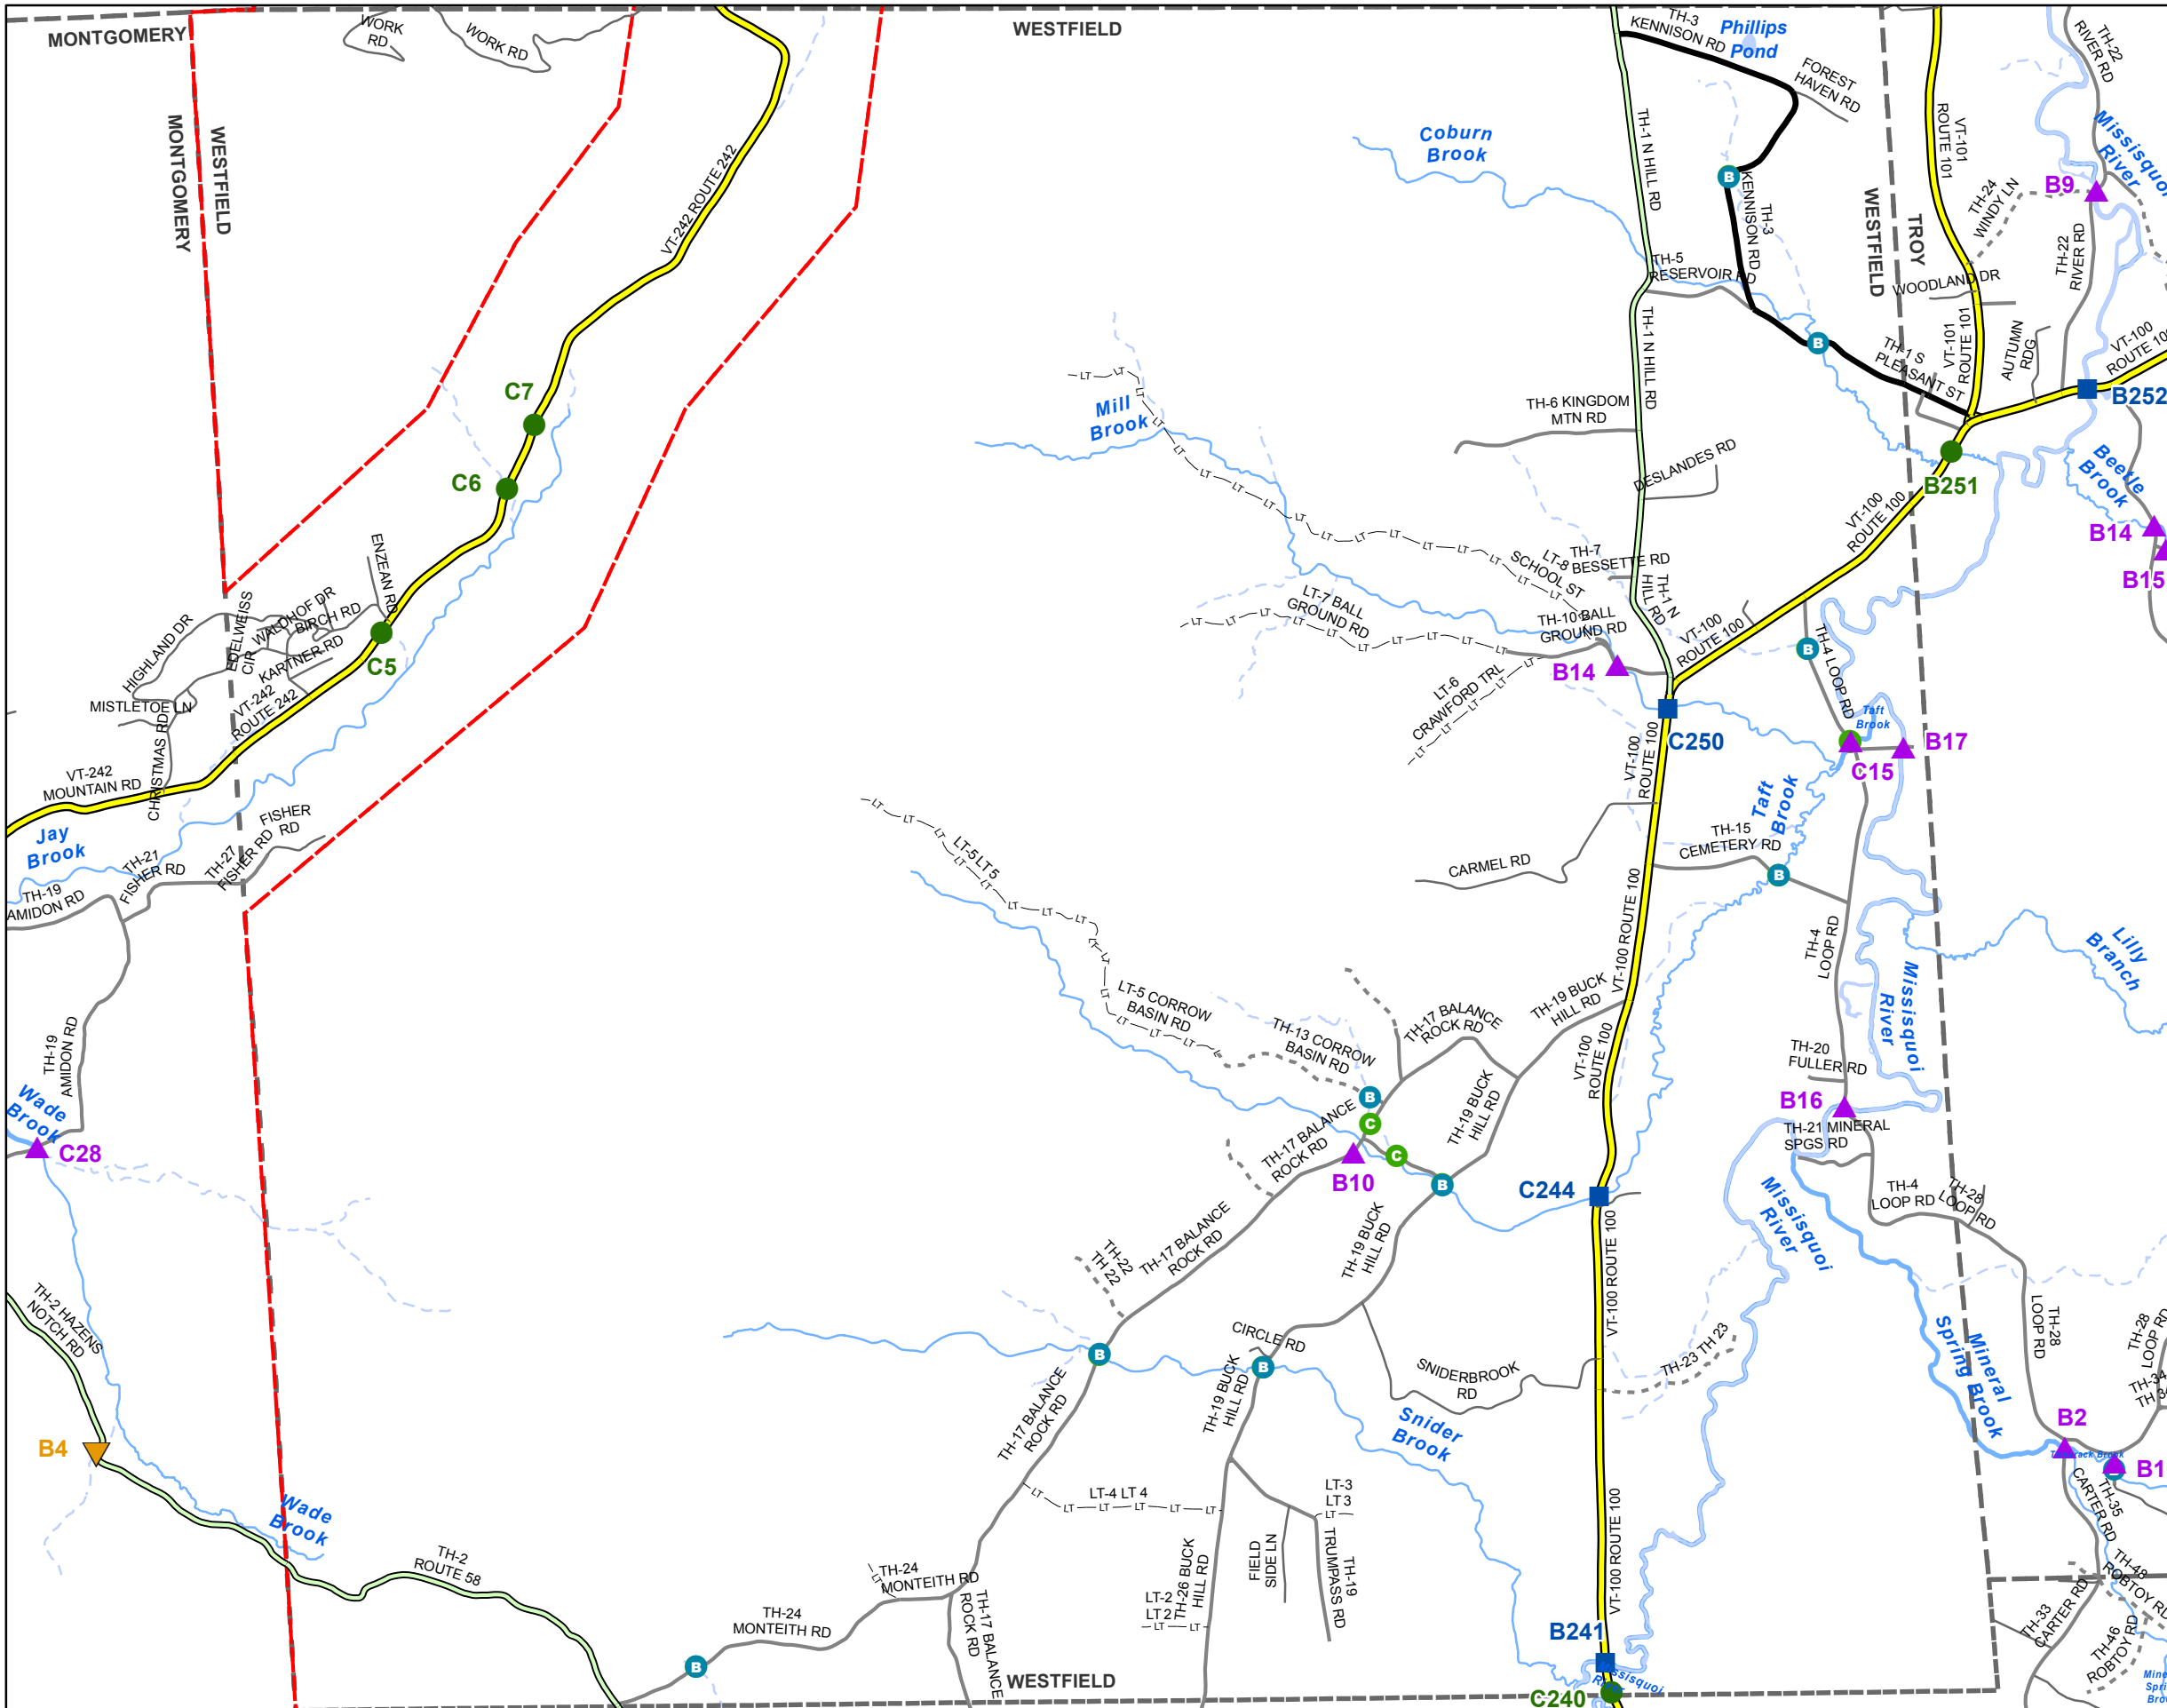 MONTGOMERY
WORK
RD
WORK RD
WESTFIELD
TH-3
KENNISON RD
Phillips
Pond
FOREST
HAVEN RD
TH-22
RIVER RD
MONTGOMERY
WESTFIELD
VT-242 ROUTE 242
Coburn
Brook
TH-1 N HILL RD
TH-3
KENNISON RD
VT-101
ROUTE 101
Mississquoi
River
B
B9
TH-24
WINDY LN
WESTFIELD
TROY
TH-22
RIVER RD
TH-5
RESERVOIR RD
WOODLAND DR
TH-1 N HILL RD
B
TH-1 S
PLEASANT ST
VT-101
ROUTE 101
AUTUMN
RDG
VT-100
ROUTE 100
B252
C7
LT
Mill
Brook
TH-6 KINGDOM
MTN RD
DESLANDES RD
C6
B251
Beetle
Brook
VT-100
ROUTE 100
B14
B15
ENZEAN RD
LT-8
SCHOOL ST
TH-7
BESSETTE RD
TH-1 N
HILL RD
LT-7 BALL
GROUND RD
TH-10 BALL
GROUND RD
HIGHLAND DR
EDELWEISS
CIR
WALDHOF DR
BIRCH RD
KARTNER RD
C5
VT-100
ROUTE 100
B
TH-4 LOOP RD
B14
LT-6
CRAWFORD TRL
MISTLETOE LN
VT-242
ROUTE 242
CHRISTMAS RD
C250
Taft
Brook
B17
C15
VT-242
MOUNTAIN RD
VT-100
ROUTE 100
Taft
Brook
Jay
Brook
FISHER
RD
TH-27
FISHER RD
TH-21
FISHER RD
TH-19
AMIDON RD
LT-5 LT5
CARMEL RD
TH-15
CEMETERY RD
B
VT-100 ROUTE 100
TH-4
LOOP RD
Lilly
Branch
Missisquoi
River
LT-5 CORROW
BASIN RD
TH-13 CORROW
BASIN RD
TH-17 BALANCE
ROCK RD
TH-19 BUCK
HILL RD
VT-100
ROUTE 100
TH-19
AMIDON RD
TH-20
FULLER RD
Wade
Brook
C28
B
C
TH-17 BALANCE
ROCK RD
C
B10
TH-19 BUCK
HILL RD
B
B16
TH-21 MINERAL
SPGS RD
C244
TH-4
LOOP RD
TH-28
LOOP RD
Missisquoi
River
TH-22
TH 22
TH-17 BALANCE
ROCK RD
TH-19 BUCK
HILL RD
VT-100 ROUTE 100
TH-2 HAZENS
NOTCH RD
B
CIRCLE RD
B
TH-28
LOOP RD
TH-28
LOOP RD
Mineral
Spring Brook
SNIDERBROOK
RD
TH-23 TH 23
TH-17 BALANCE
ROCK RD
TH-19 BUCK
HILL RD
Snider
Brook
B4
B2
B1
TH-35
CARTER RD
Wade
Brook
LT-4 LT 4
LT-3
LT 3
VT-100 ROUTE 100
TH-2
ROUTE 58
TH-24
MONTEITH RD
TH-17 BALANCE
ROCK RD
LT-2
LT 2
TH-26 BUCK
HILL RD
FIELD
SIDE LN
TH-19
TRUMPASS RD
TH-24
MONTEITH RD
B
B241
Missisquoi
River
C240
WESTFIELD
TH-33
CARTER RD
TH-48
ROBTOY RD
TH-46
ROBTOY RD